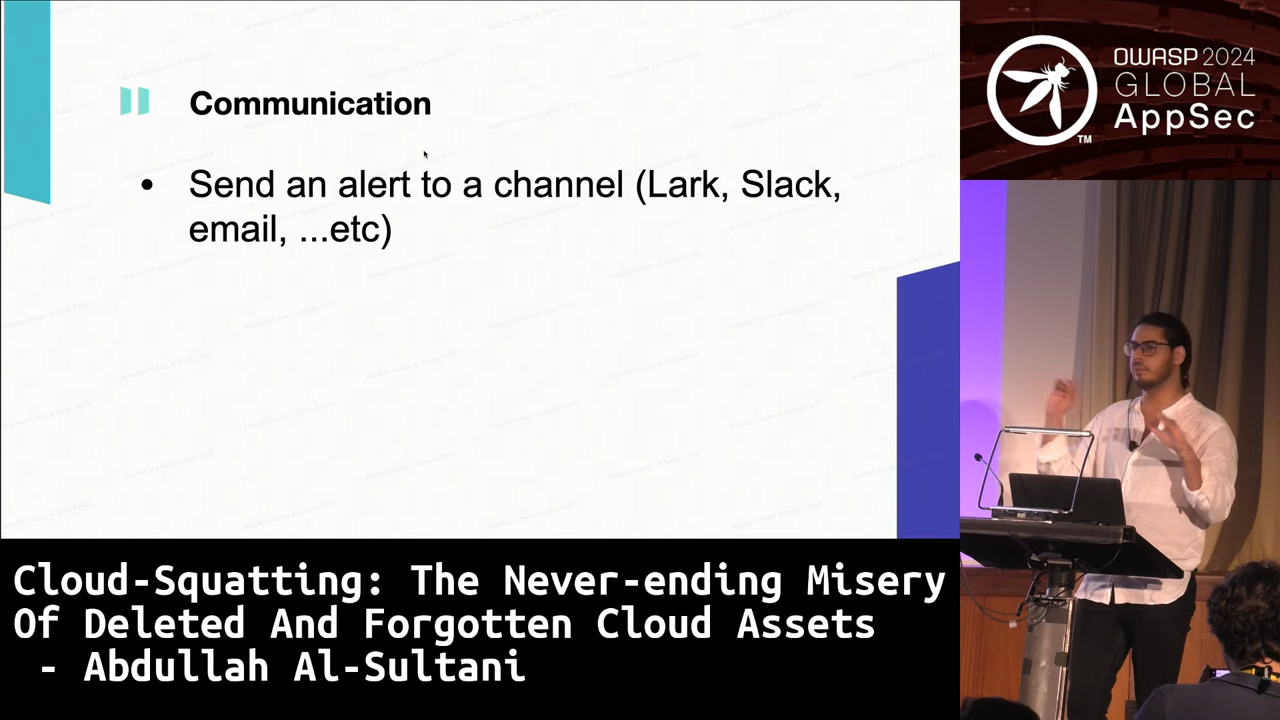 Communication
• Send an alert to a channel (Lark, Slack,
email, ...etc)
OWASP 2024
GLOBAL
AppSec
TM
Cloud-Squatting: The Never-ending Misery
Of Deleted And Forgotten Cloud Assets
- Abdullah Al-Sultani